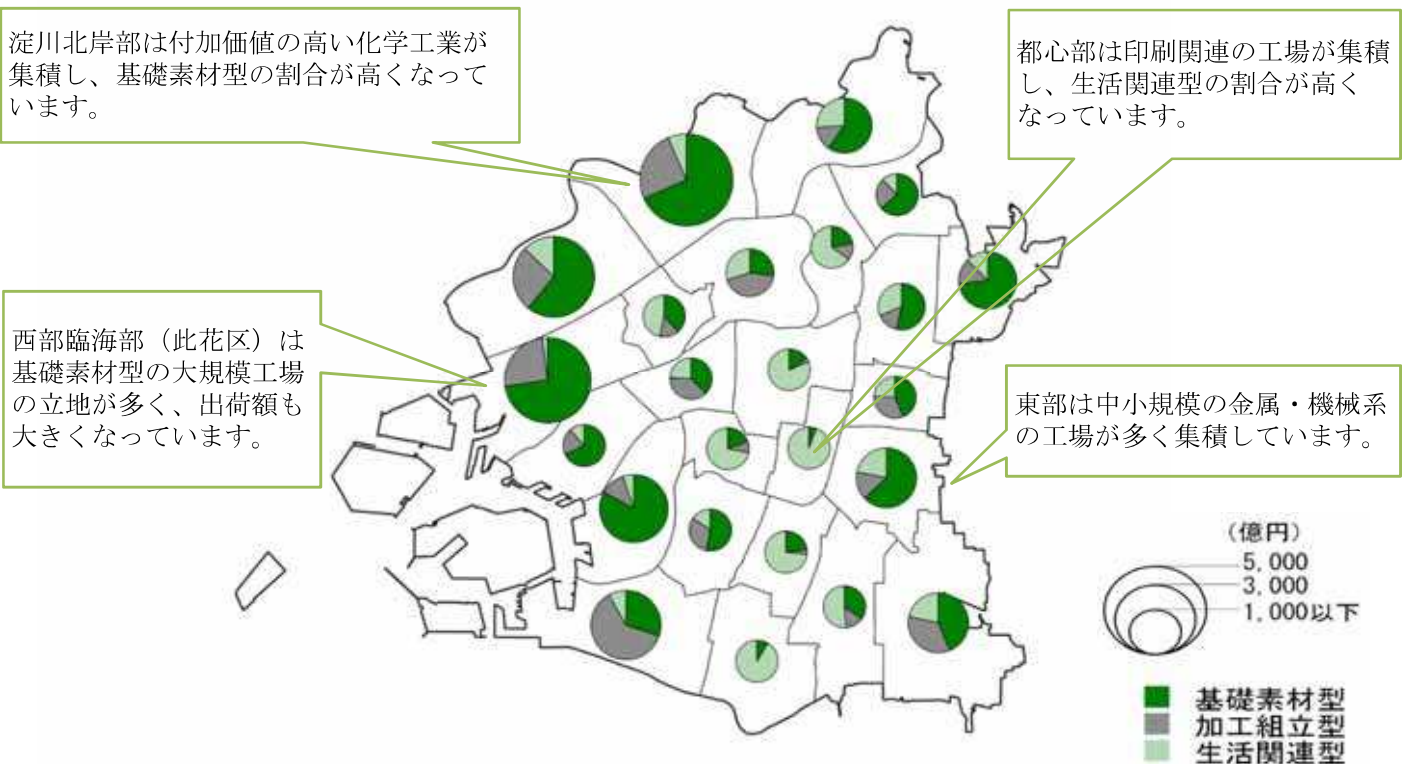 淀川北岸部は付加価値の高い化学工業が
集積し、基礎素材型の割合が高くなって
います。
都心部は印刷関連の工場が集積
し、生活関連型の割合が高く
なっています。
西部臨海部（此花区）は
基礎素材型の大規模工場
の立地が多く、出荷額も
大きくなっています。
東部は中小規模の金属・機械系
の工場が多く集積しています。
(億円)
5,000
3,000
1,000以下
基礎素材型
加工組立型
生活関連型